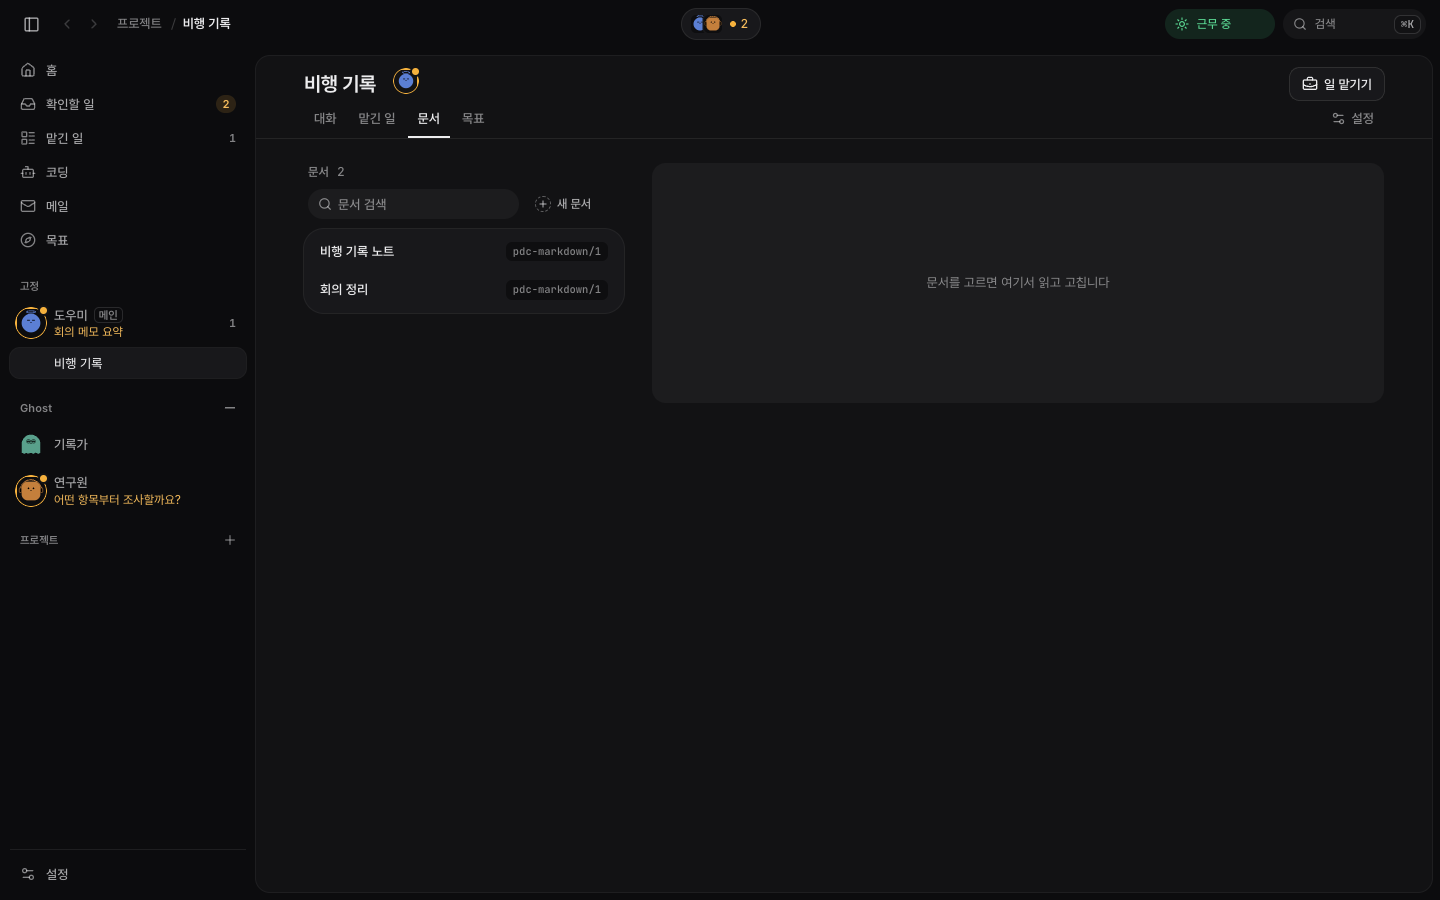 프로젝트 / 비행 기록
2
근무 중
검색 ⌘K
홈
확인할 일 2
맡긴 일 1
코딩
메일
목표
고정
도우미 메인
회의 메모 요약
1
비행 기록
Ghost
기록가
연구원
어떤 항목부터 조사할까요?
프로젝트
설정
비행 기록
일 맡기기
대화 맡긴 일 문서 목표
설정
문서 2
문서 검색
새 문서
비행 기록 노트 pdc-markdown/1
회의 정리 pdc-markdown/1
문서를 고르면 여기서 읽고 고칩니다